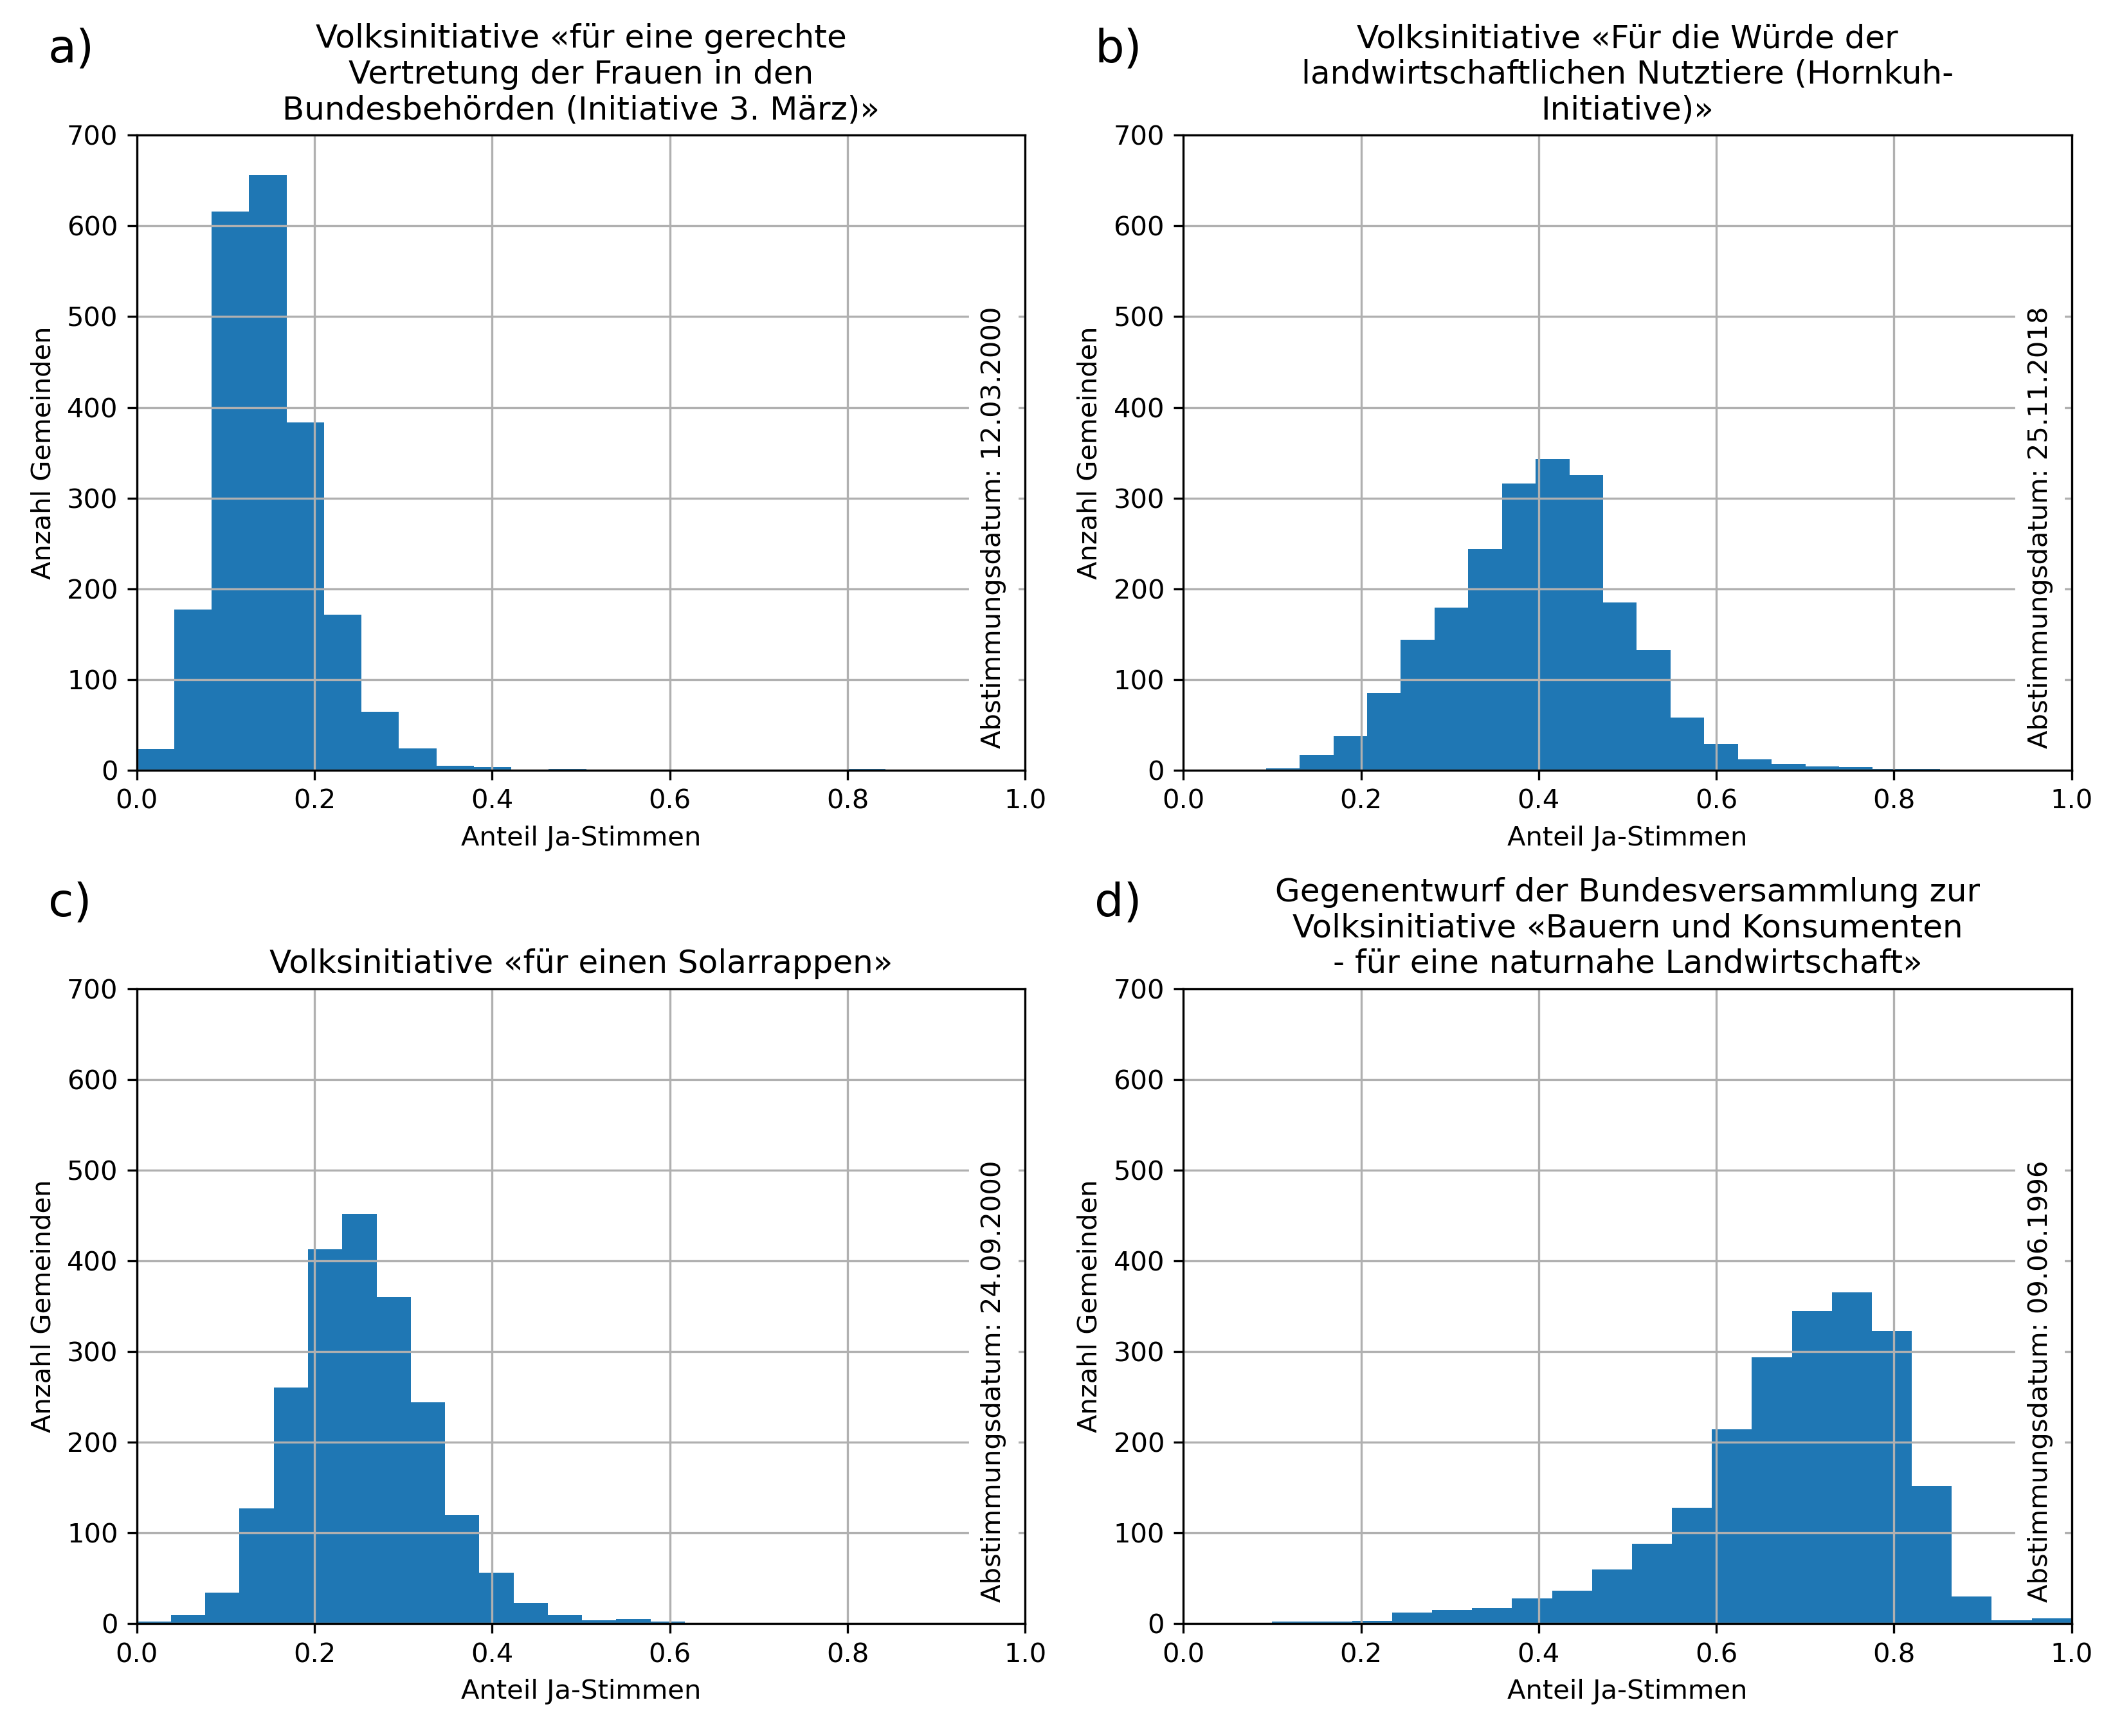 a)
Volksinitiative «für eine gerechte
Vertretung der Frauen in den
Bundesbehörden (Initiative 3. März)»
700
600
500
400
300
200
100
0
Anzahl Gemeinden
Abstimmungsdatum: 12.03.2000
0.0 0.2 0.4 0.6 0.8 1.0
Anteil Ja-Stimmen
b)
Volksinitiative «Für die Würde der
landwirtschaftlichen Nutztiere (Hornkuh-
Initiative)»
700
600
500
400
300
200
100
0
Anzahl Gemeinden
Abstimmungsdatum: 25.11.2018
0.0 0.2 0.4 0.6 0.8 1.0
Anteil Ja-Stimmen
c)
Volksinitiative «für einen Solarrappen»
700
600
500
400
300
200
100
0
Anzahl Gemeinden
Abstimmungsdatum: 24.09.2000
0.0 0.2 0.4 0.6 0.8 1.0
Anteil Ja-Stimmen
d)
Gegenentwurf der Bundesversammlung zur
Volksinitiative «Bauern und Konsumenten
- für eine naturnahe Landwirtschaft»
700
600
500
400
300
200
100
0
Anzahl Gemeinden
Abstimmungsdatum: 09.06.1996
0.0 0.2 0.4 0.6 0.8 1.0
Anteil Ja-Stimmen